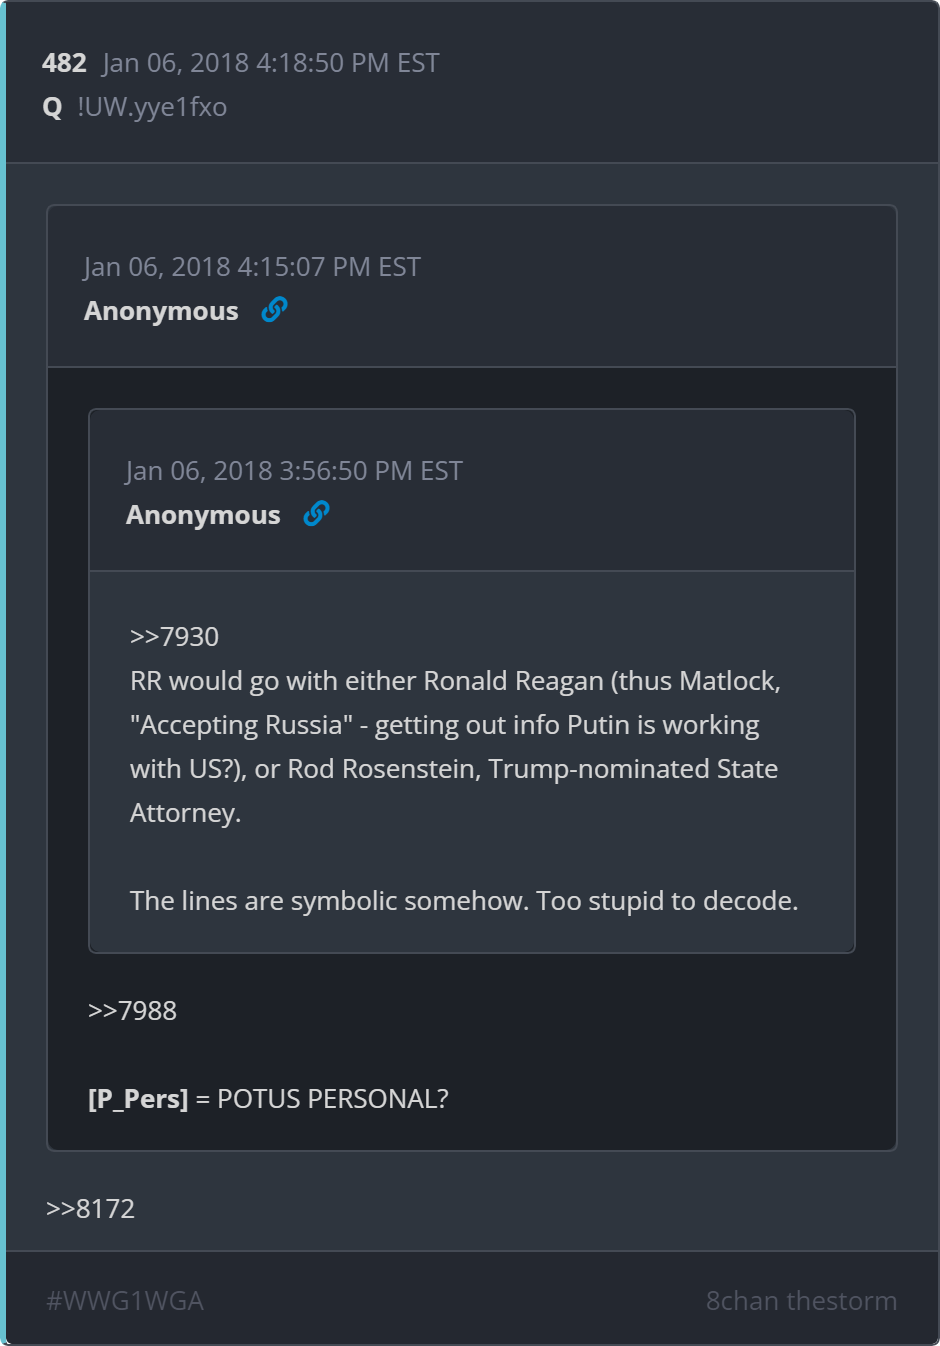 482 Jan 06, 2018 4:18:50 PM EST
Q !UW.yye1fxo
Jan 06, 2018 4:15:07 PM EST
Anonymous
Jan 06, 2018 3:56:50 PM EST
Anonymous
>>7930
RR would go with either Ronald Reagan (thus Matlock,
"Accepting Russia" - getting out info Putin is working
with US?), or Rod Rosenstein, Trump-nominated State
Attorney.
The lines are symbolic somehow. Too stupid to decode.
>>7988
[P_Pers] = POTUS PERSONAL?
>>8172
#WWG1WGA 8chan thestorm